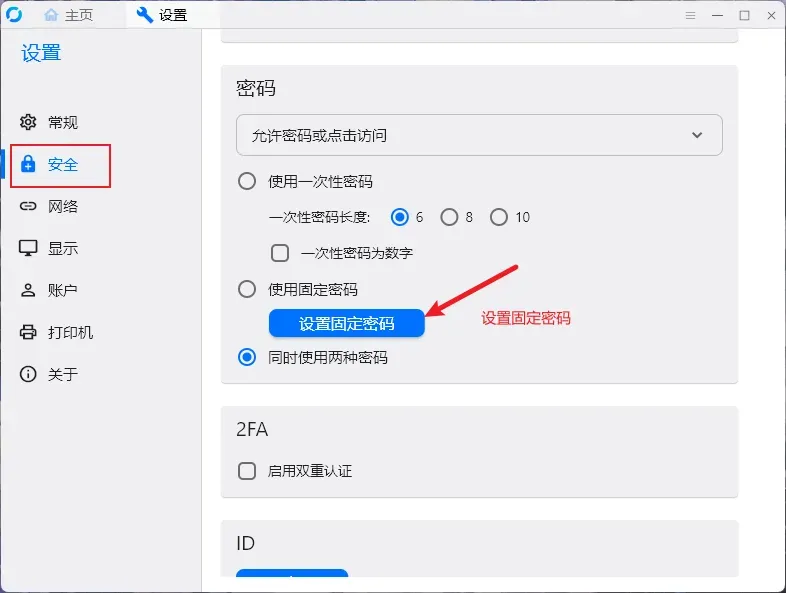 主页
设置
设置
常规
安全
网络
显示
账户
打印机
关于
密码
允许密码或点击访问
使用一次性密码
一次性密码长度: 6 8 10
一次性密码为数字
使用固定密码
设置固定密码
设置固定密码
同时使用两种密码
2FA
启用双重认证
ID